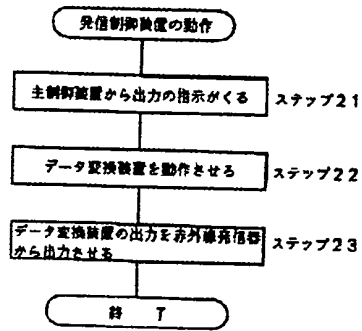 発信制御装置の動作
主制御装置から出力の指示がくる
ステップ21
データ変換装置を動作させる
ステップ22
データ変換装置の出力を赤外線発信器
から出力させる
ステップ23
終 了